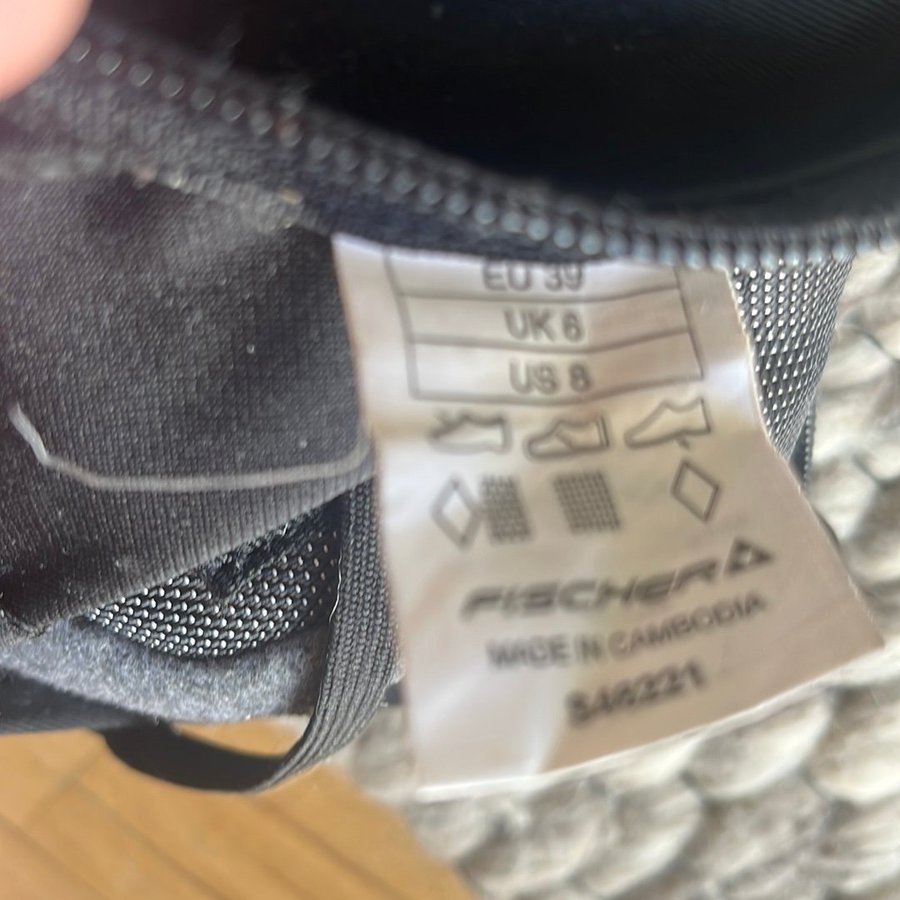 EU 39
UK 6
US 8
FISCHER
MADE IN CAMBODIA